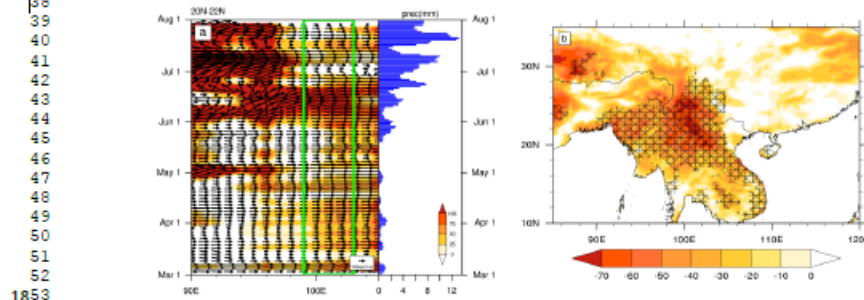 38
39
40
41
42
43
44
45
46
47
48
49
50
51
52
1853
20N-22N
prec(mm)
a
Aug 1
Jul 1
Jun 1
May 1
Apr 1
Mar 1
90E
100E
0 4 8 12
Aug 1
Jul 1
Jun 1
May 1
Apr 1
Mar 1
100
75
50
25
0
b
30N
20N
10N
90E
100E
110E
120
-70 -60 -50 -40 -30 -20 -10 0